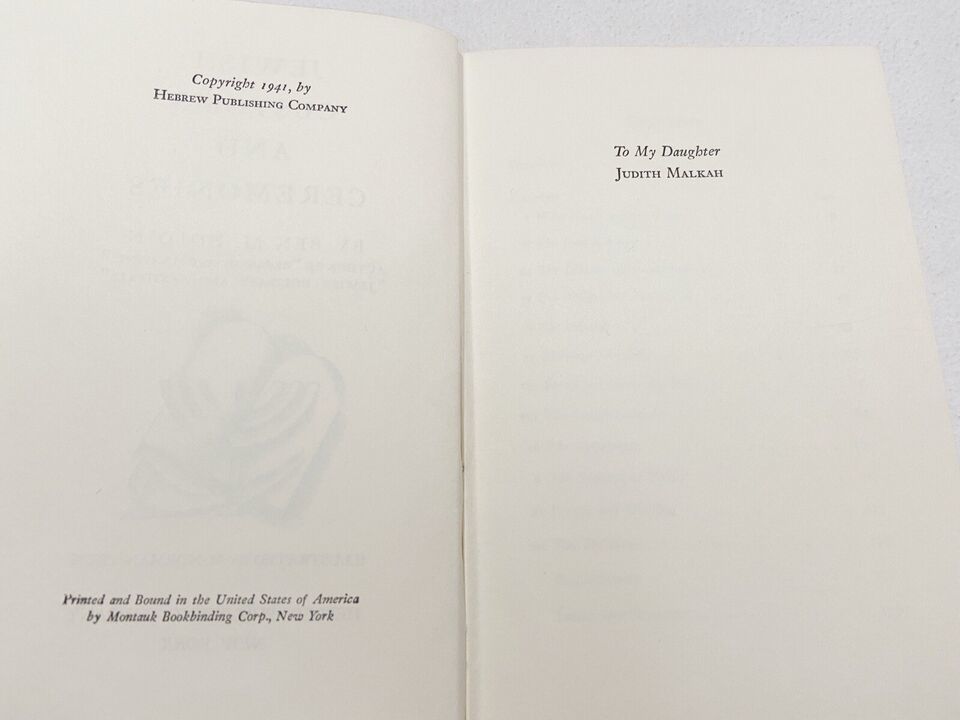 Copyright 1941, by
HEBREW PUBLISHING COMPANY
Printed and Bound in the United States of America
by Montauk Bookbinding Corp., New York
To My Daughter
JUDITH MALKAH